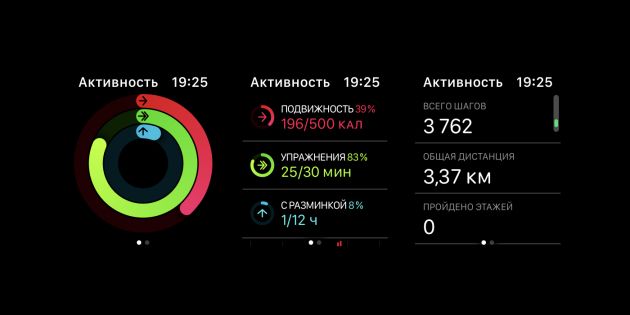 Активность 19:25
Активность 19:25
ПОДВИЖНОСТЬ 39%
196/500 КАЛ
УПРАЖНЕНИЯ 83%
25/30 МИН
С РАЗМИНКОЙ 8%
1/12 Ч
Активность 19:25
ВСЕГО ШАГОВ
3 762
ОБЩАЯ ДИСТАНЦИЯ
3,37 КМ
ПРОЙДЕНО ЭТАЖЕЙ
0